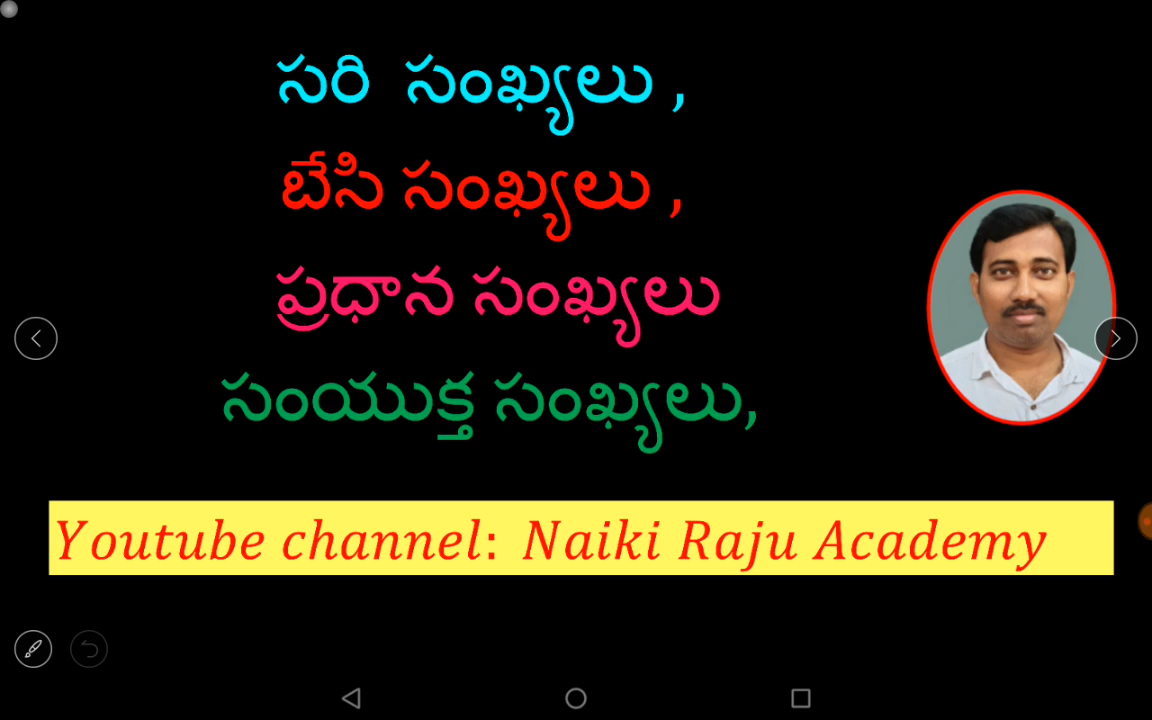 సరి సంఖ్యలు ,
బేసి సంఖ్యలు ,
ప్రధాన సంఖ్యలు
సంయుక్త సంఖ్యలు,
Youtube channel: Naiki Raju Academy